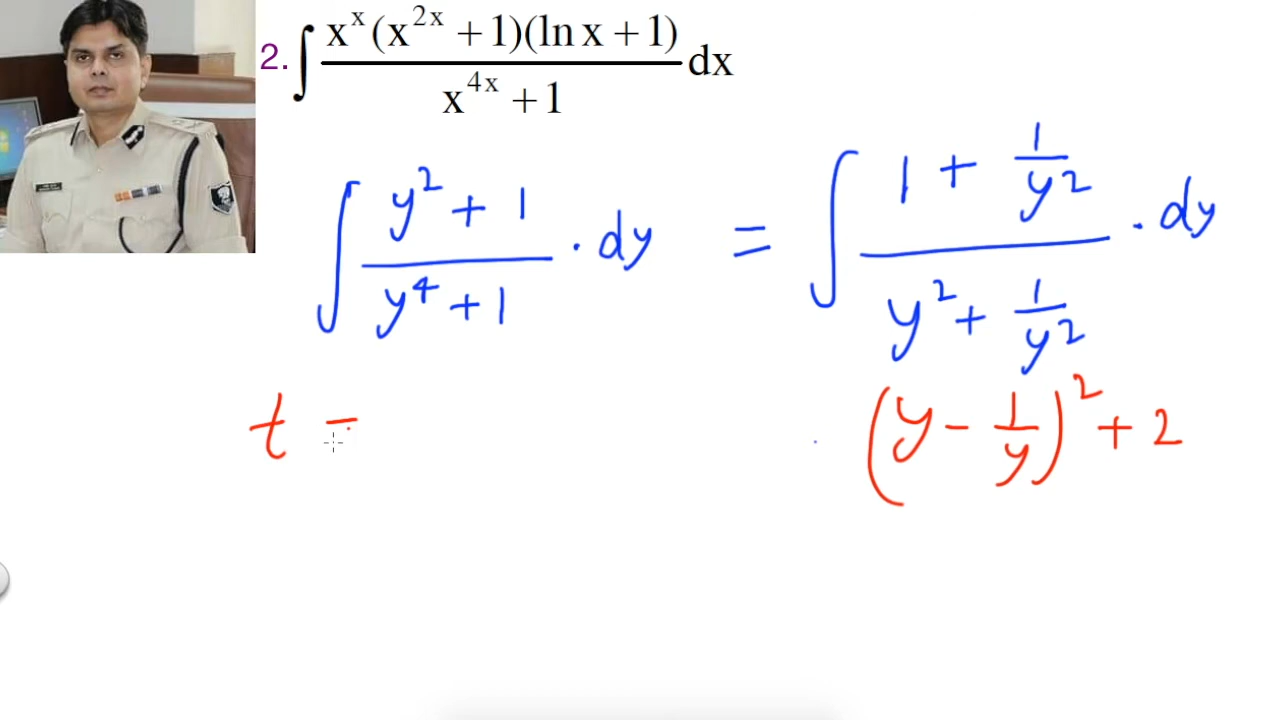 2. ∫ x^x (x^{2x} + 1)(ln x + 1) / (x^{4x} + 1) dx
∫ (y² + 1) / (y⁴ + 1) · dy = ∫ (1 + 1/y²) / (y² + 1/y²) · dy
t = (y - 1/y)² + 2